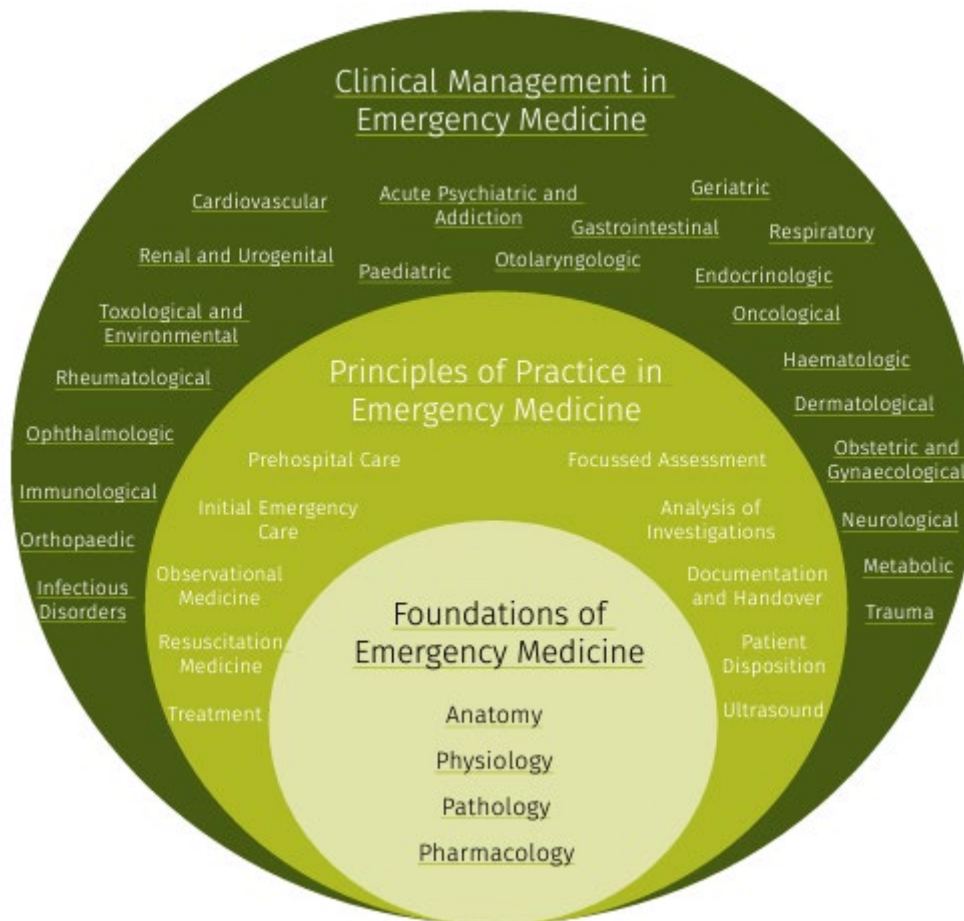 Clinical Management in
Emergency Medicine
Cardiovascular
Acute Psychiatric and
Addiction
Geriatric
Gastrointestinal
Respiratory
Renal and Urogenital
Paediatric
Otolaryngologic
Endocrinologic
Toxological and
Environmental
Oncological
Rheumatological
Haematologic
Ophthalmologic
Dermatological
Immunological
Obstetric and
Gynaecological
Orthopaedic
Neurological
Infectious
Disorders
Metabolic
Trauma
Principles of Practice in
Emergency Medicine
Prehospital Care
Focussed Assessment
Initial Emergency
Care
Analysis of
Investigations
Observational
Medicine
Documentation
and Handover
Resuscitation
Medicine
Patient
Disposition
Treatment
Ultrasound
Foundations of
Emergency Medicine
Anatomy
Physiology
Pathology
Pharmacology